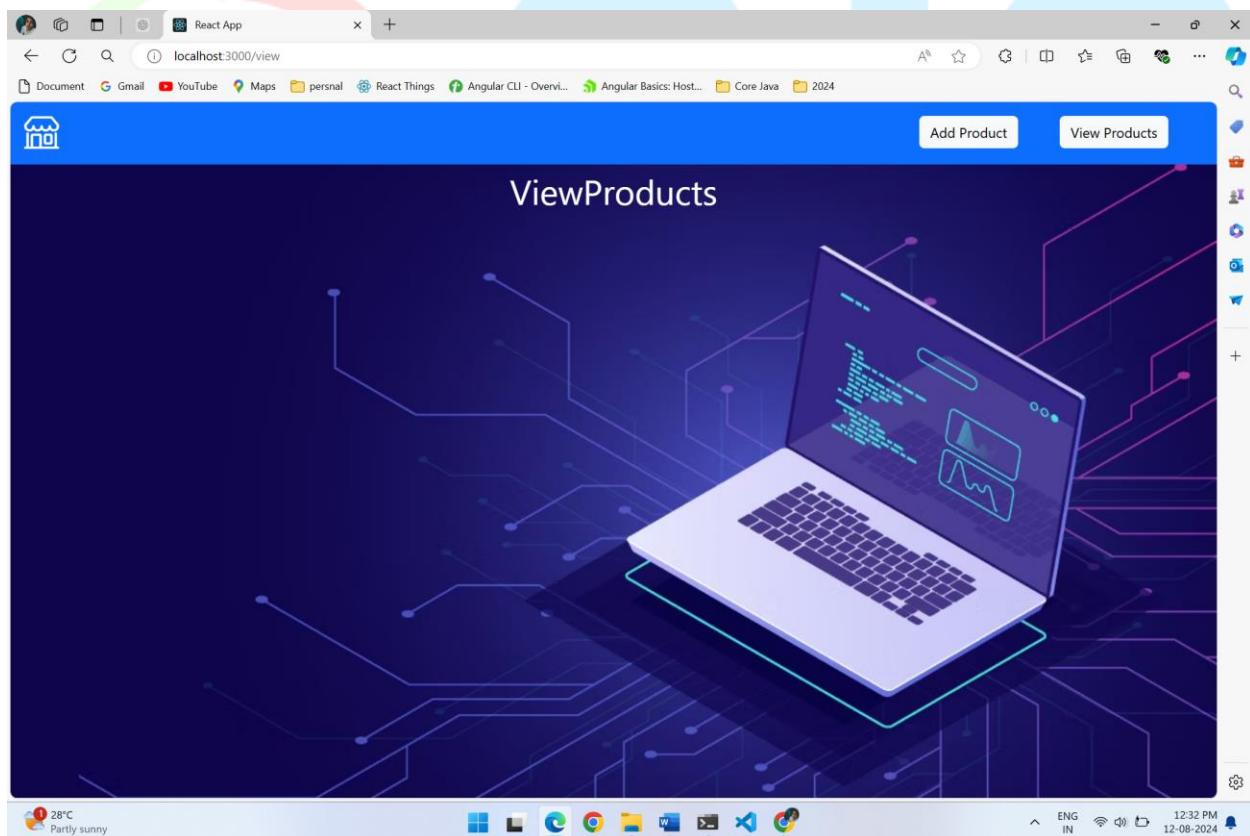 React App
localhost:3000/view
Document Gmail YouTube Maps persnal React Things Angular CLI - Overvi... Angular Basics: Host... Core Java 2024
Add Product View Products
ViewProducts
1
28°C
Partly sunny
ENG
IN
12:32 PM
12-08-2024